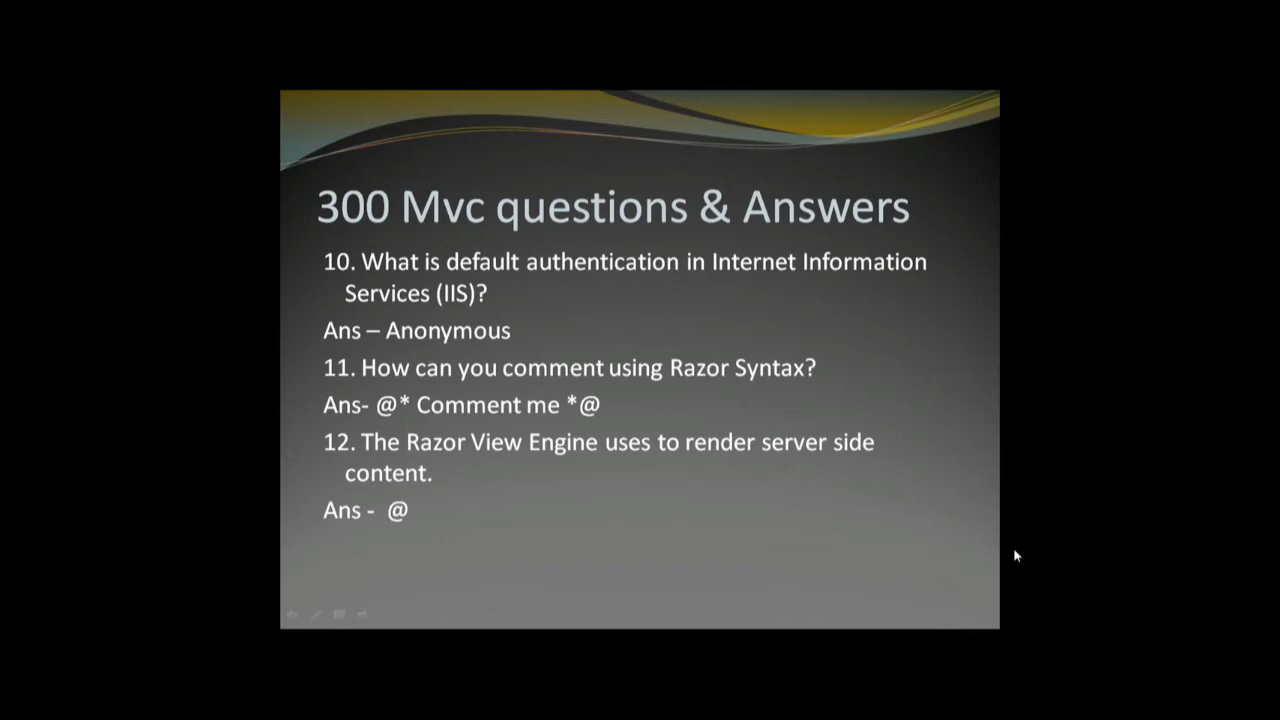 300 Mvc questions & Answers
10. What is default authentication in Internet Information
Services (IIS)?
Ans – Anonymous
11. How can you comment using Razor Syntax?
Ans- @* Comment me *@
12. The Razor View Engine uses to render server side
content.
Ans -  @